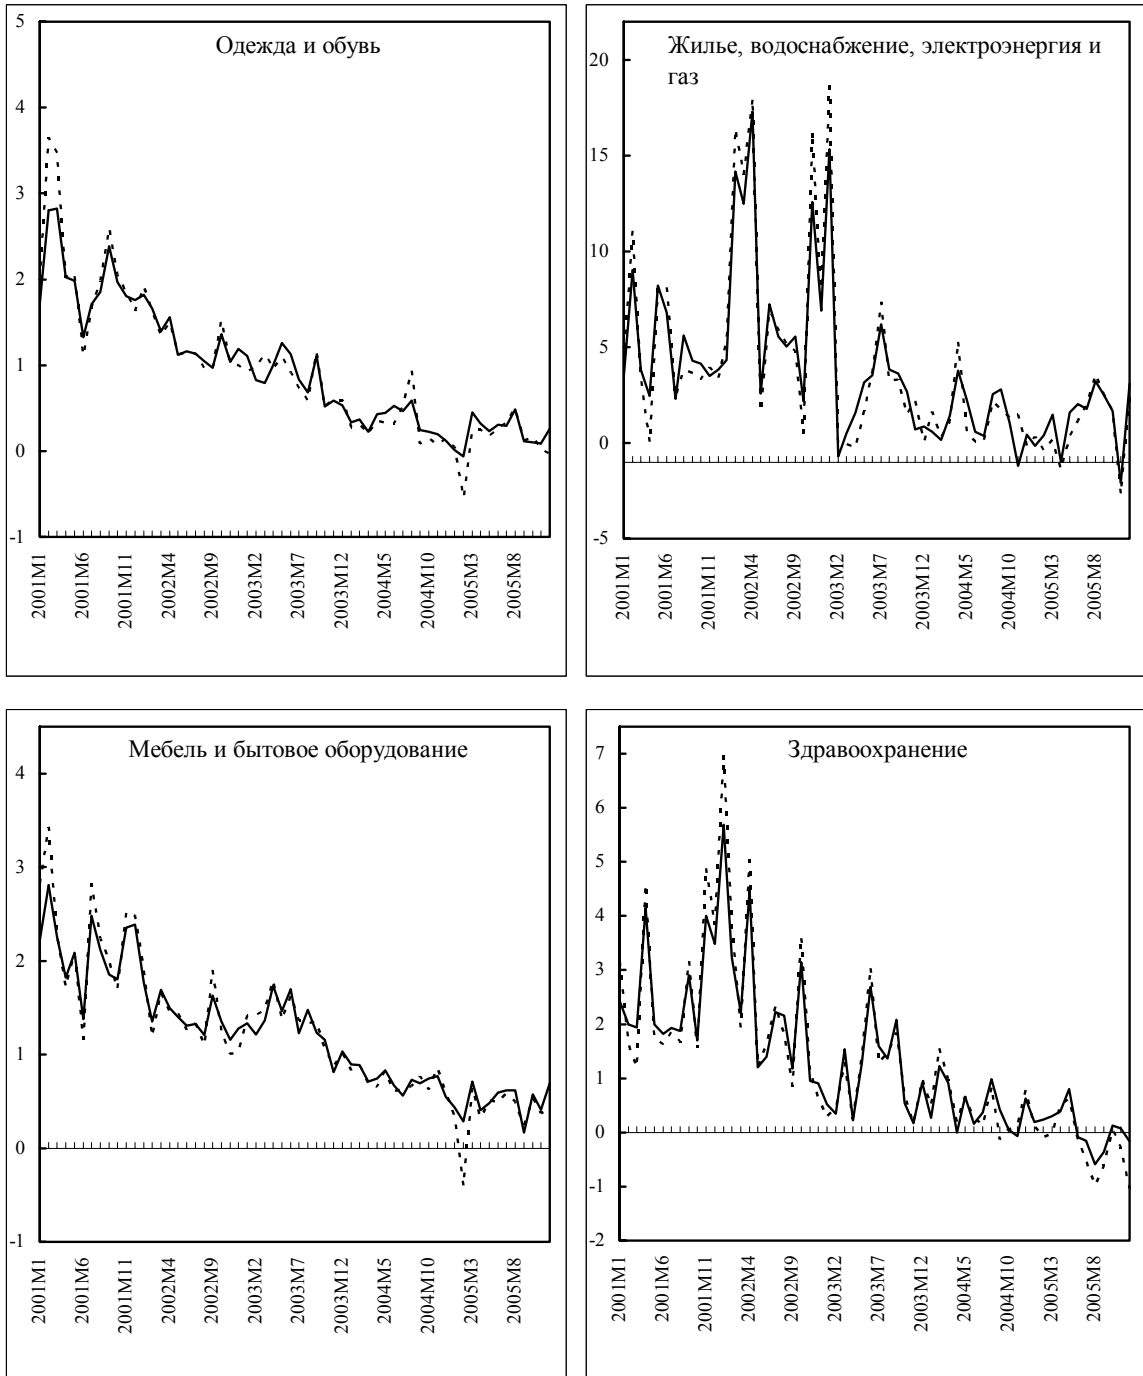 Одежда и обувь
5
4
3
2
1
0
-1
2001M1
2001M6
2001M11
2002M4
2002M9
2003M2
2003M7
2003M12
2004M5
2004M10
2005M3
2005M8
Жилье, водоснабжение, электроэнергия и
газ
20
15
10
5
0
-5
2001M1
2001M6
2001M11
2002M4
2002M9
2003M2
2003M7
2003M12
2004M5
2004M10
2005M3
2005M8
Мебель и бытовое оборудование
4
3
2
1
0
-1
2001M1
2001M6
2001M11
2002M4
2002M9
2003M2
2003M7
2003M12
2004M5
2004M10
2005M3
2005M8
Здравоохранение
7
6
5
4
3
2
1
0
-1
-2
2001M1
2001M6
2001M11
2002M4
2002M9
2003M2
2003M7
2003M12
2004M5
2004M10
2005M3
2005M8